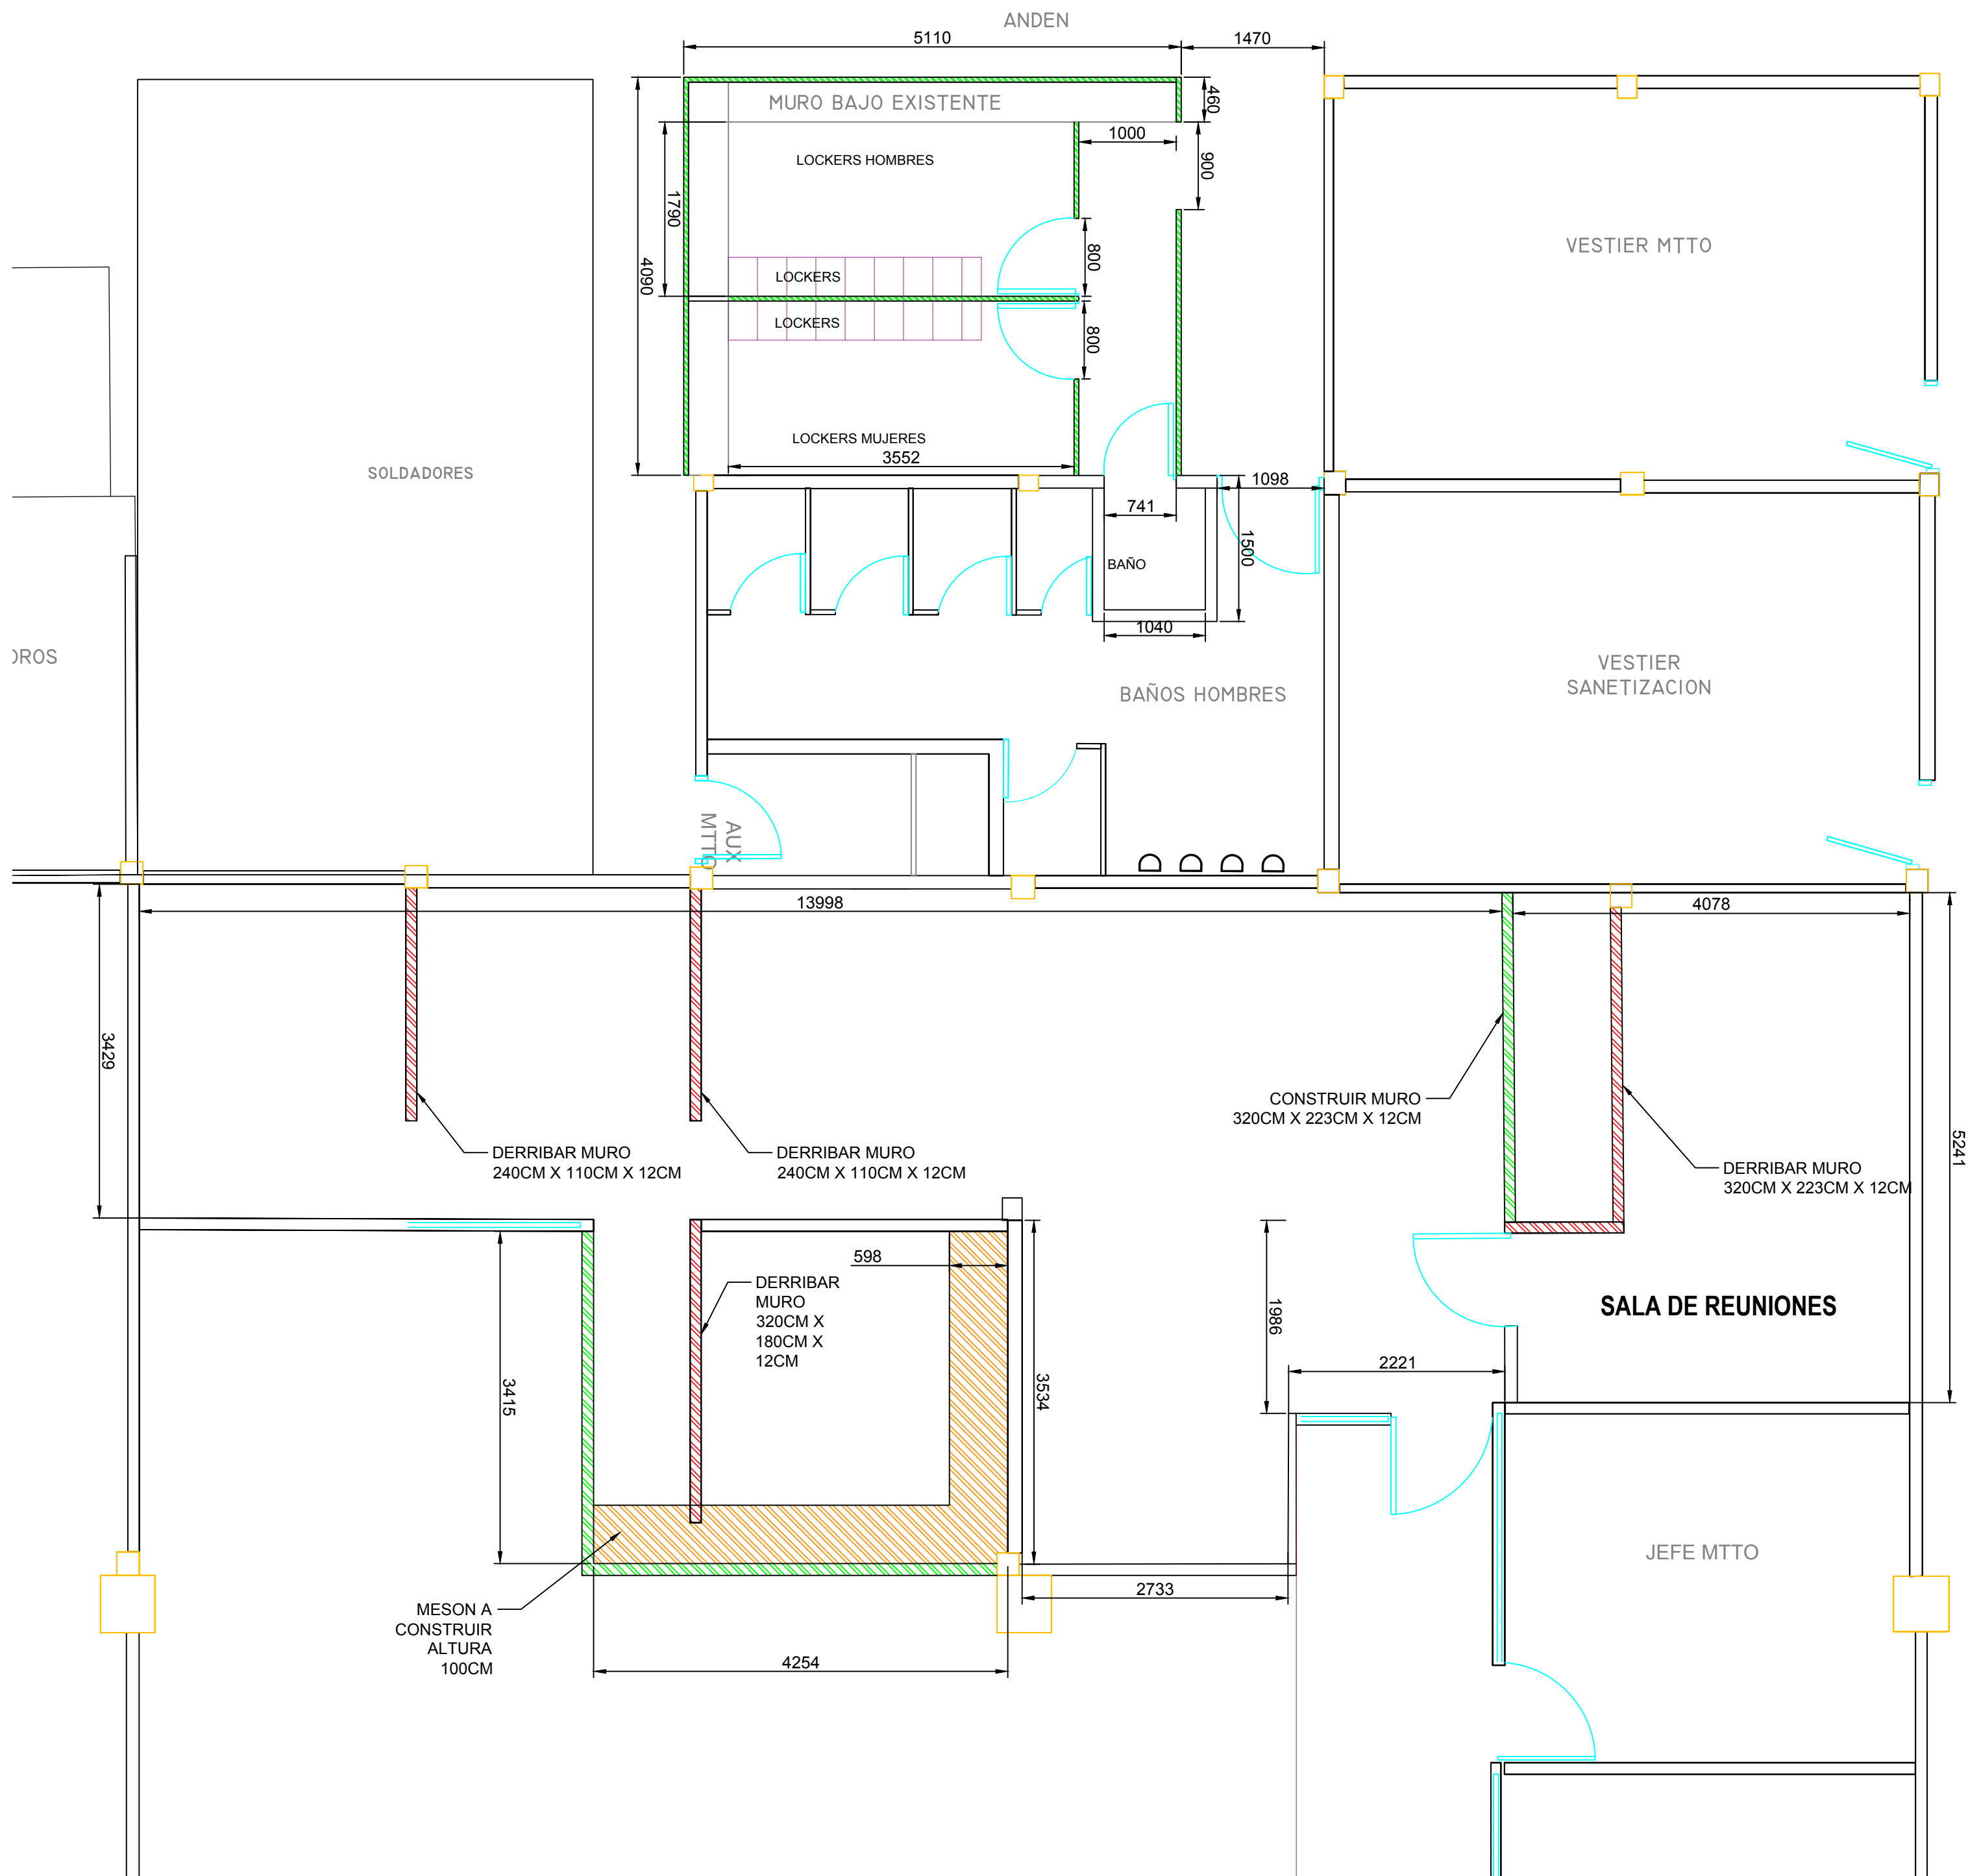 ANDEN
5110
1470
MURO BAJO EXISTENTE
460
1000
900
LOCKERS HOMBRES
1790
4090
VESTIER MTTO
800
LOCKERS
LOCKERS
800
LOCKERS MUJERES
3552
SOLDADORES
1098
741
1500
BAÑO
1040
VESTIER
SANETIZACION
BAÑOS HOMBRES
AUX
MTTO
13998
4078
3429
CONSTRUIR MURO
320CM X 223CM X 12CM
DERRIBAR MURO
240CM X 110CM X 12CM
DERRIBAR MURO
240CM X 110CM X 12CM
DERRIBAR MURO
320CM X 223CM X 12CM
5241
598
DERRIBAR
MURO
320CM X
180CM X
12CM
1986
SALA DE REUNIONES
3415
3534
2221
JEFE MTTO
2733
MESON A
CONSTRUIR
ALTURA
100CM
4254